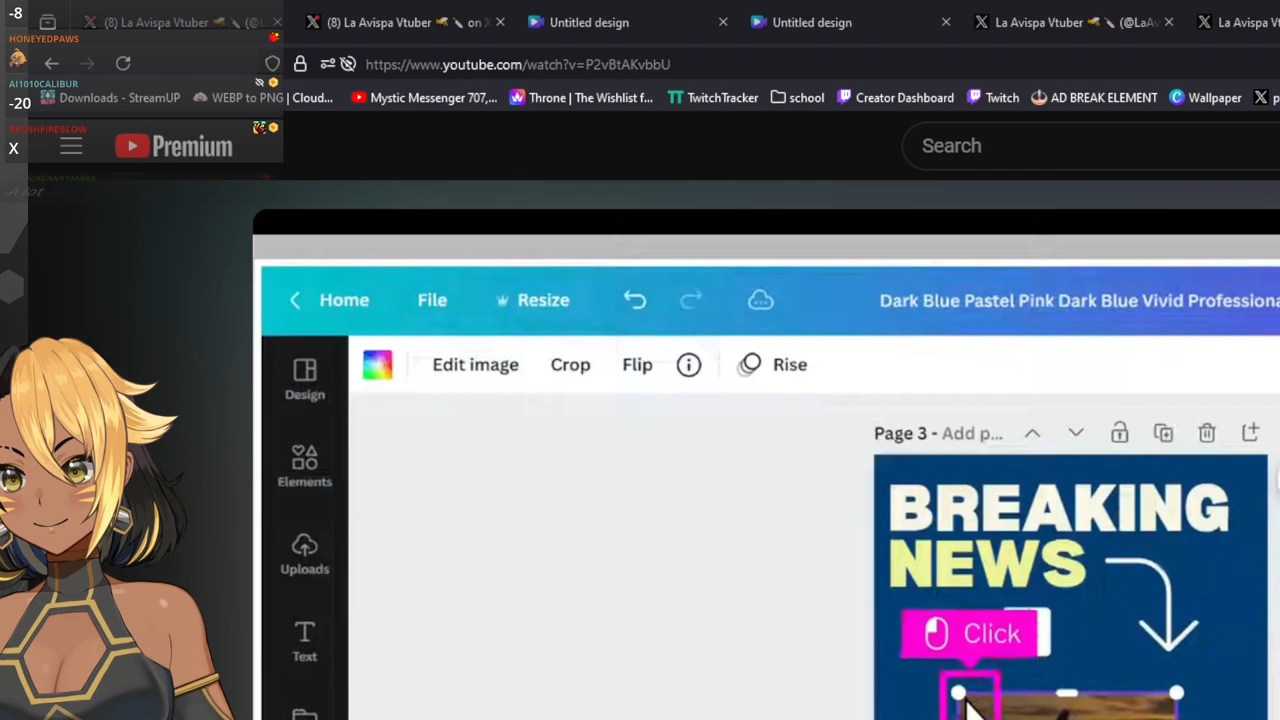 -8
HONEYEDPAWS
AI1010CALIBUR
-20
BRUSHFIREGLOW
X
A lot
(8) La Avispa Vtuber (@L
(8) La Avispa Vtuber on
Untitled design
Untitled design
La Avispa Vtuber (@LaAv
La Avispa V
https://www.youtube.com/watch?v=P2vBtAKvbbU
Downloads - StreamUP
WEBP to PNG | Cloud...
Mystic Messenger 707,...
Throne | The Wishlist f...
TwitchTracker
school
Creator Dashboard
Twitch
AD BREAK ELEMENT
Wallpaper
p
Premium
Search
Home
File
Resize
Dark Blue Pastel Pink Dark Blue Vivid Professiona
Edit image
Crop
Flip
Rise
Design
Elements
Uploads
Text
Page 3 - Add p...
BREAKING
NEWS
Click